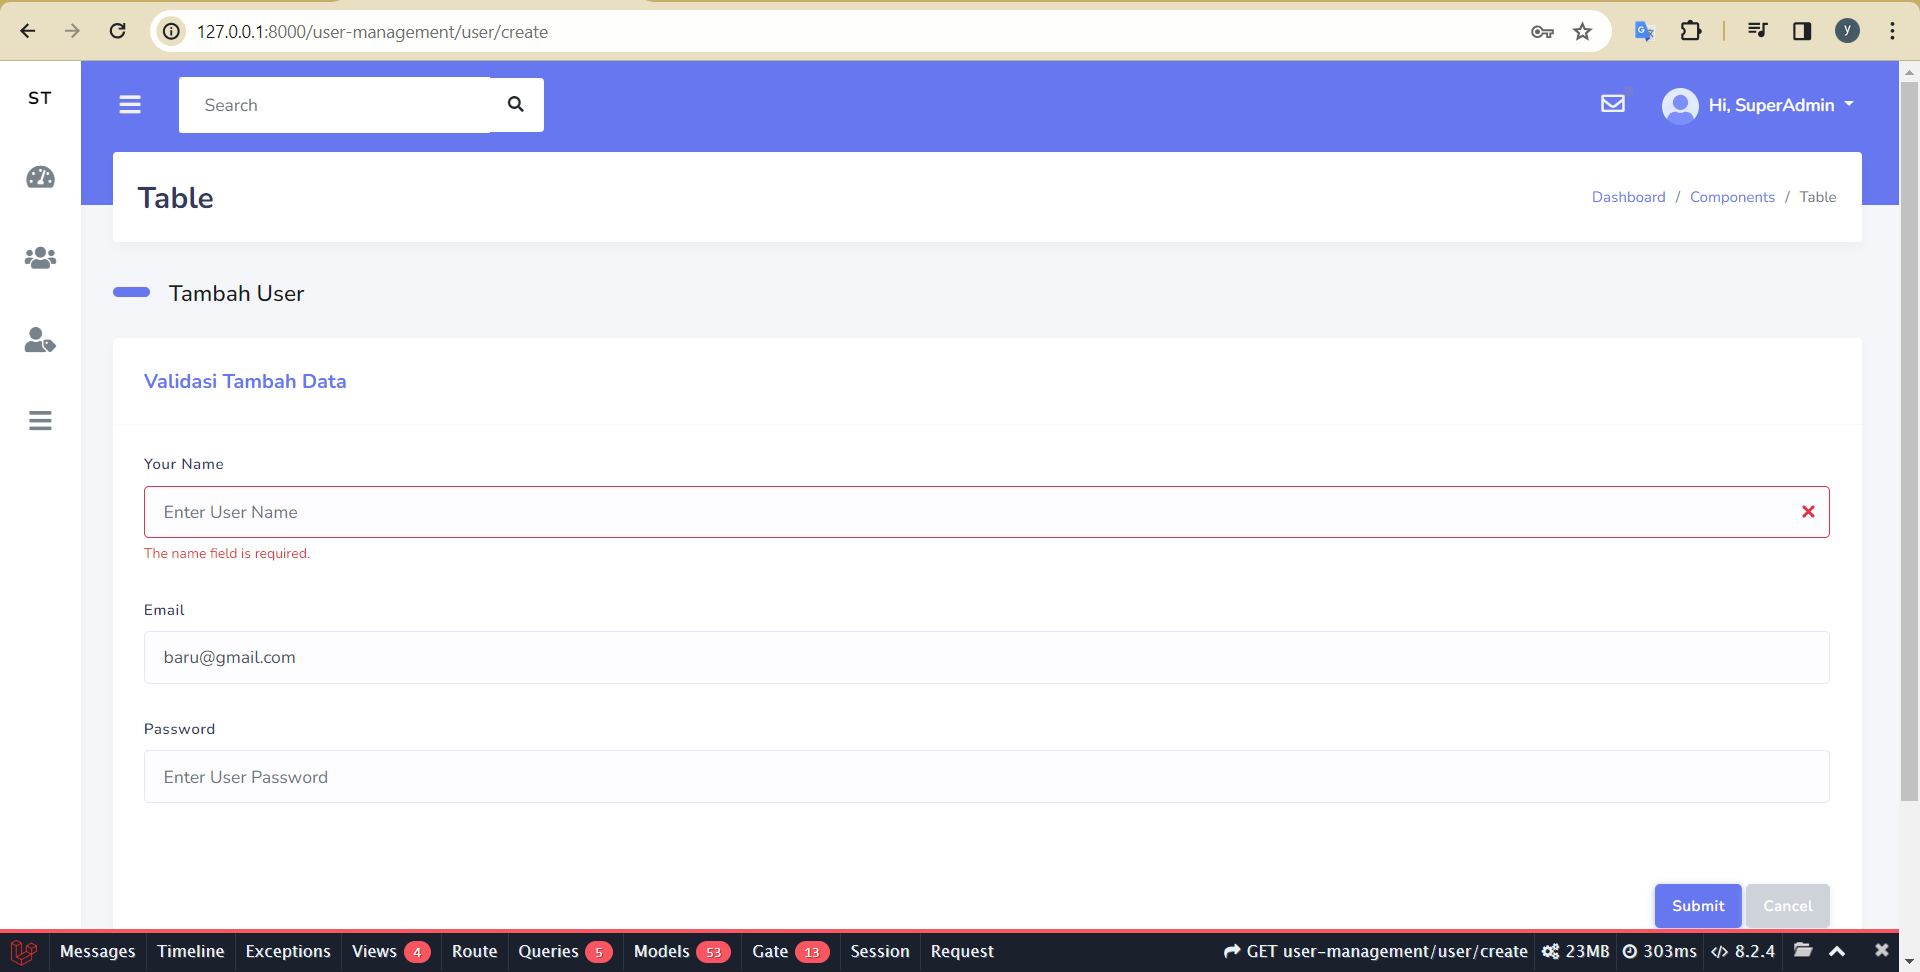 127.0.0.1:8000/user-management/user/create
y
ST
Search
Hi, SuperAdmin
Table
Dashboard / Components / Table
Tambah User
Validasi Tambah Data
Your Name
Enter User Name
The name field is required.
Email
baru@gmail.com
Password
Enter User Password
Submit Cancel
Messages Timeline Exceptions Views 4 Route Queries 5 Models 53 Gate 13 Session Request GET user-management/user/create 23MB 303ms 8.2.4